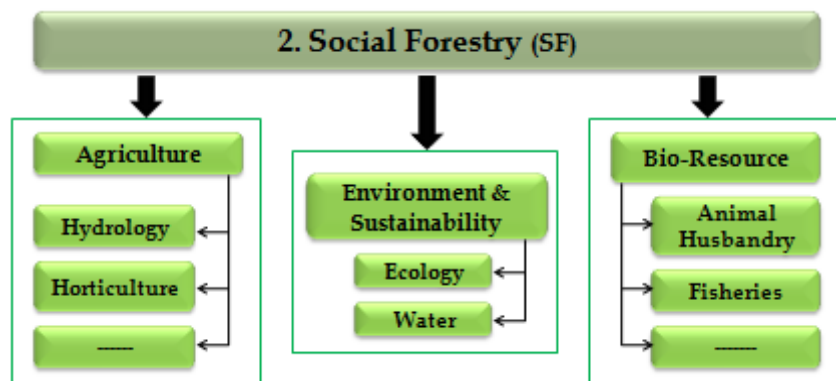 2. Social Forestry (SF)
Agriculture
Hydrology
Horticulture
------
Environment &
Sustainability
Ecology
Water
Bio-Resource
Animal
Husbandry
Fisheries
-------